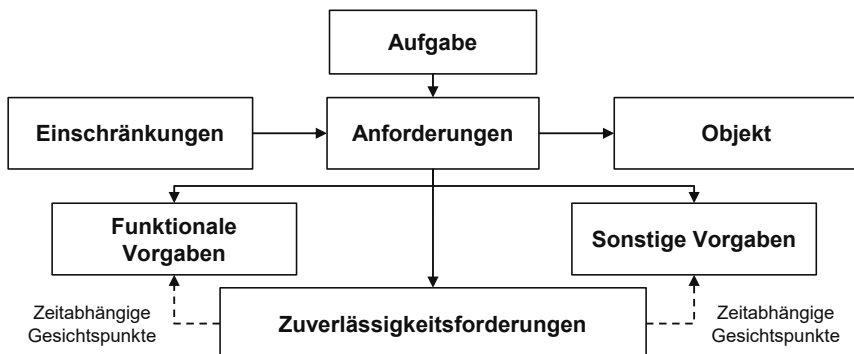 Aufgabe
Einschränkungen
Anforderungen
Objekt
Funktionale
Vorgaben
Sonstige Vorgaben
Zeitabhängige
Gesichtspunkte
Zuverlässigkeitsforderungen
Zeitabhängige
Gesichtspunkte